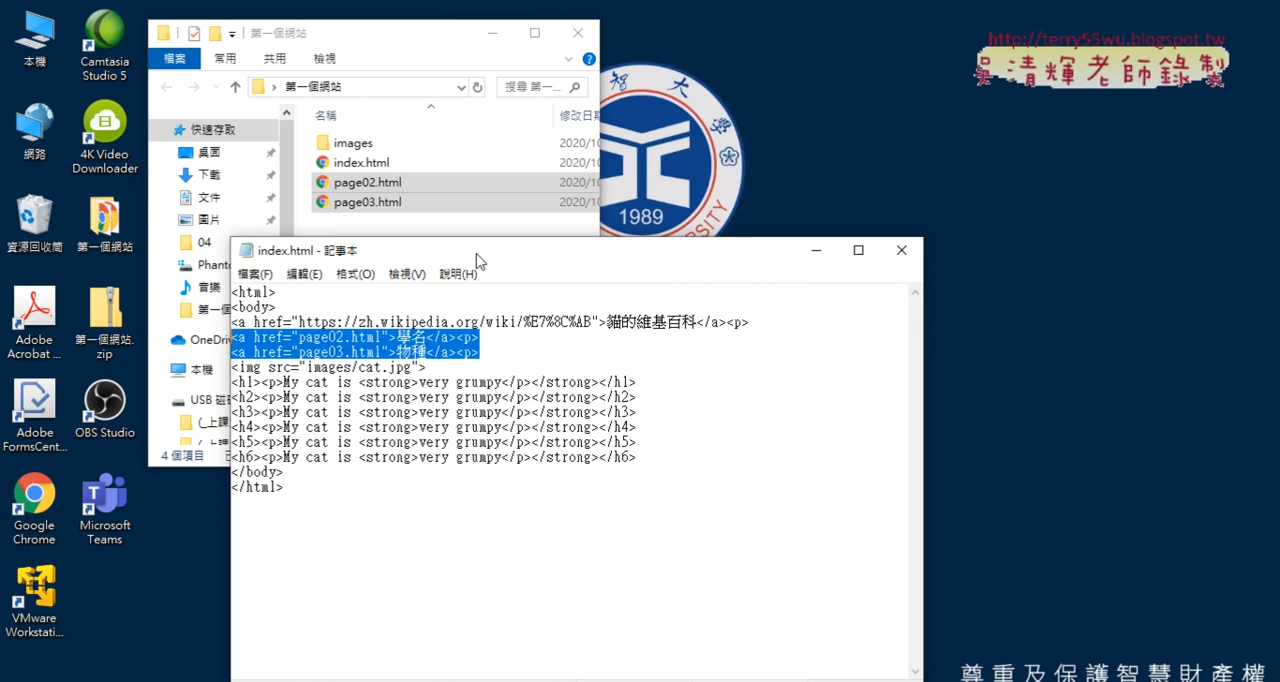 本機
Camtasia
Studio 5
網路
4K Video
Downloader
資源回收筒
第一個網站
Adobe
Acrobat ...
第一個網站.
zip
Adobe
FormsCent...
OBS Studio
Google
Chrome
Microsoft
Teams
VMware
Workstati...
第一個網站
檔案
常用
共用
檢視
第一個網站
搜尋 第一...
快速存取
桌面
下載
文件
圖片
04
音樂
本機
4 個項目
名稱
images
index.html
page02.html
page03.html
2020/10
2020/10
2020/10
2020/10
index.html - 記事本
檔案(F) 編輯(E) 格式(O) 檢視(V) 說明(H)
<html>
<body>
<a href="https://zh.wikipedia.org/wiki/%E7%8C%AB">貓的維基百科</a><p>
<a href="page02.html">學名</a><p>
<a href="page03.html">物種</a><p>
<img src="images/cat.jpg">
<h1><p>My cat is <strong>very grumpy</p></strong></h1>
<h2><p>My cat is <strong>very grumpy</p></strong></h2>
<h3><p>My cat is <strong>very grumpy</p></strong></h3>
<h4><p>My cat is <strong>very grumpy</p></strong></h4>
<h5><p>My cat is <strong>very grumpy</p></strong></h5>
<h6><p>My cat is <strong>very grumpy</p></strong></h6>
</body>
</html>
智大學
1989
http://terry55wu.blogspot.tw
吳清輝老師錄製
尊重及保護智慧財產權